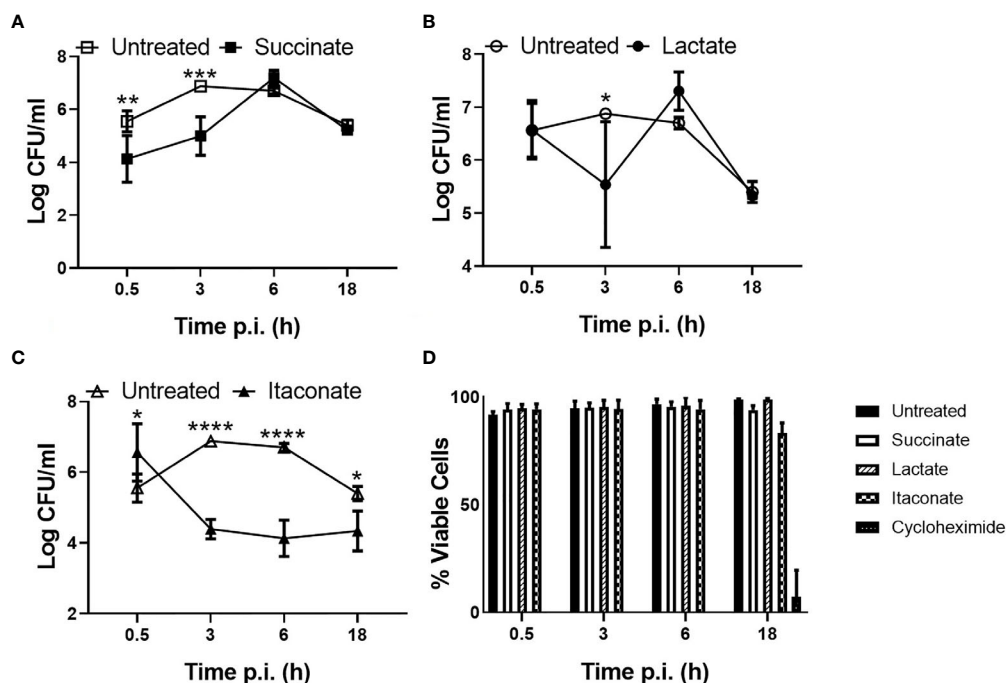 A
Untreated Succinate
Log CFU/ml
8
6
4
2
0
** ***
0.5 3 6 18
Time p.i. (h)
B
Untreated Lactate
Log CFU/ml
8
7
6
5
4
*
0.5 3 6 18
Time p.i. (h)
C
Untreated Itaconate
Log CFU/ml
8
6
4
2
* **** **** *
0.5 3 6 18
Time p.i. (h)
D
% Viable Cells
100
50
0
0.5 3 6 18
Time p.i. (h)
Untreated
Succinate
Lactate
Itaconate
Cycloheximide